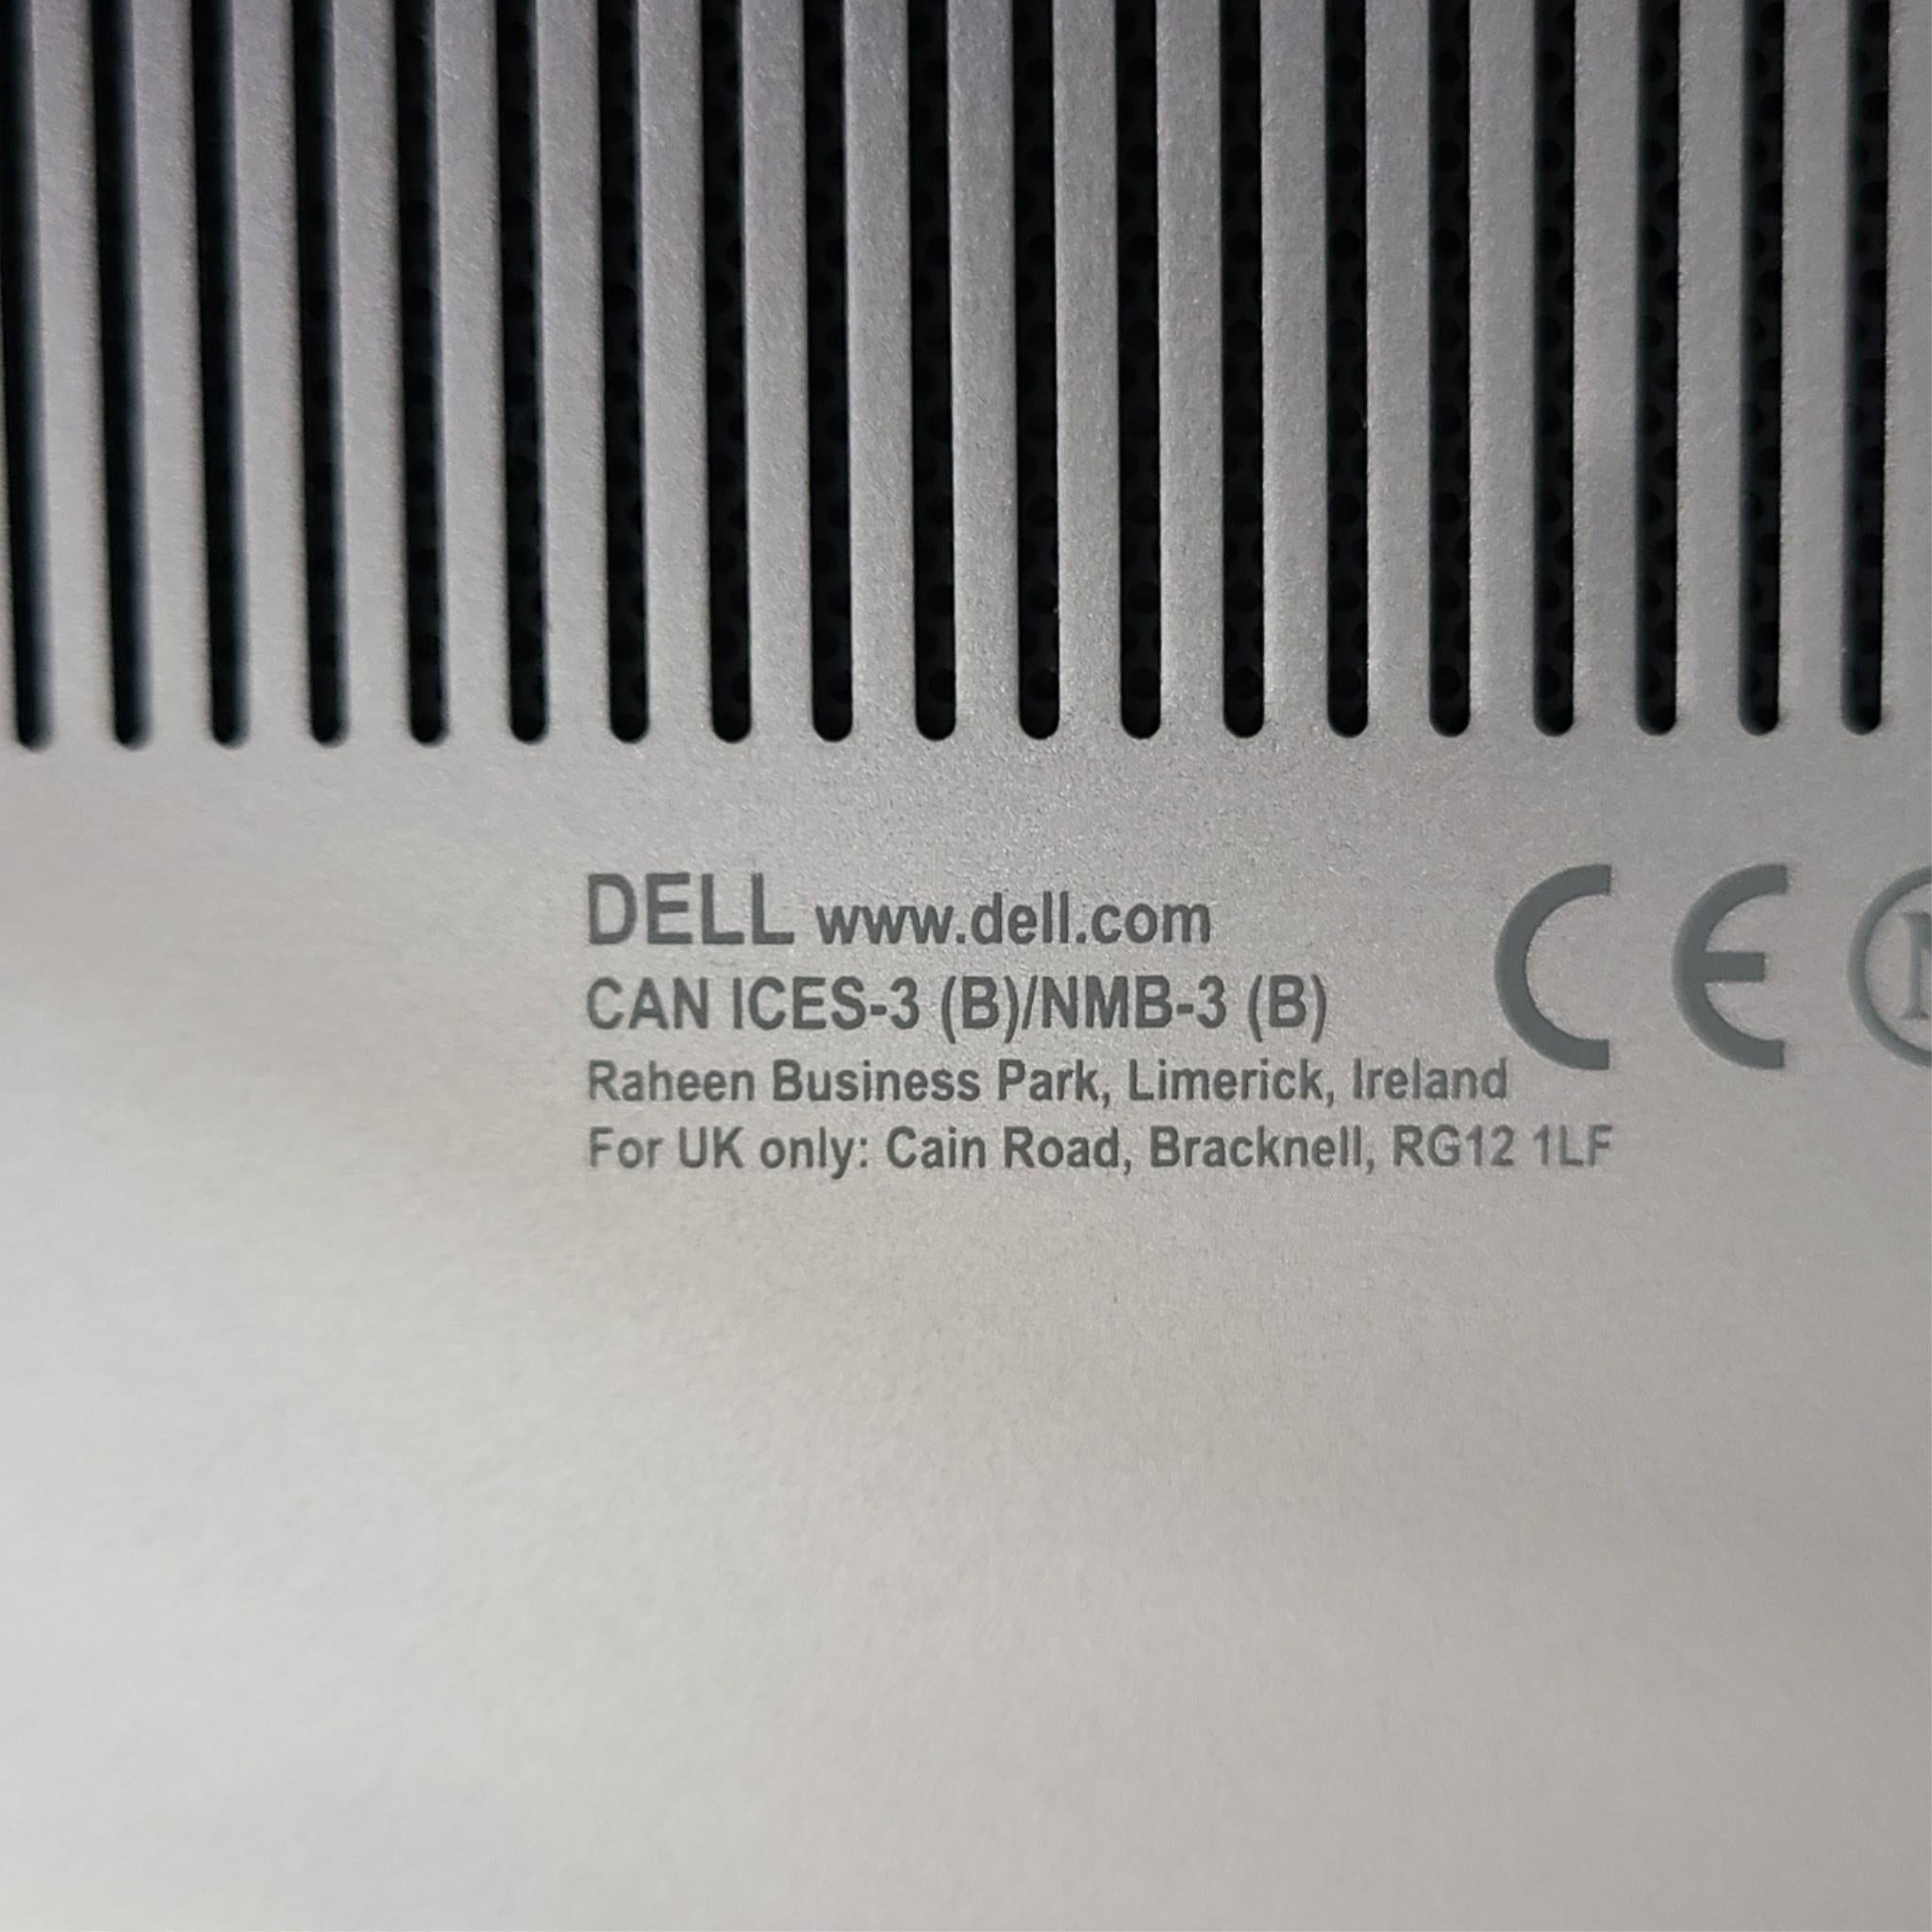 DELL www.dell.com
CAN ICES-3 (B)/NMB-3 (B)
Raheen Business Park, Limerick, Ireland
For UK only: Cain Road, Bracknell, RG12 1LF
CE